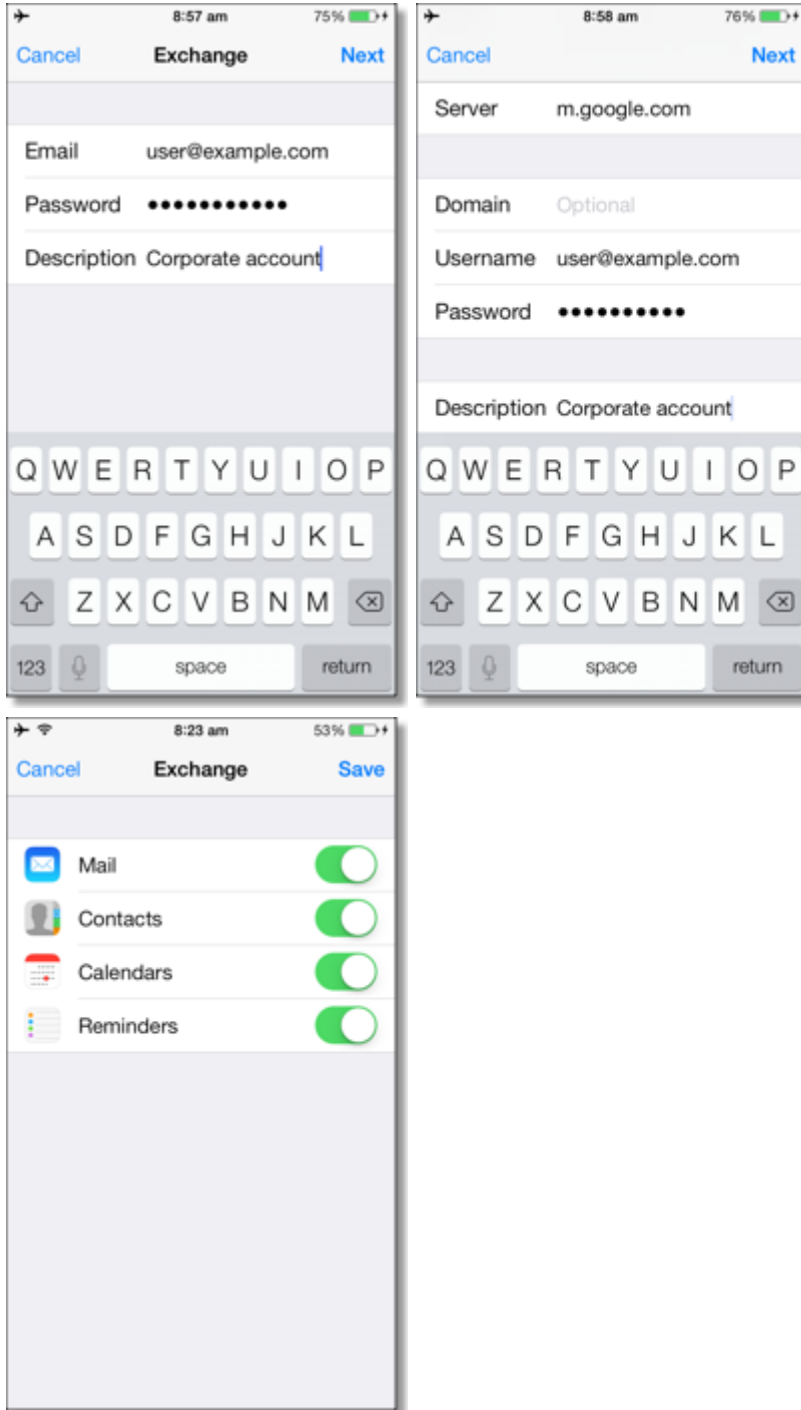 8:57 am 75%
Cancel Exchange Next
Email user@example.com
Password ●●●●●●●●●●●
Description Corporate account
Q W E R T Y U I O P
A S D F G H J K L
Z X C V B N M
123 space return
8:58 am 76%
Cancel Next
Server m.google.com
Domain Optional
Username user@example.com
Password ●●●●●●●●●●
Description Corporate account
Q W E R T Y U I O P
A S D F G H J K L
Z X C V B N M
123 space return
8:23 am 53%
Cancel Exchange Save
Mail
Contacts
Calendars
Reminders